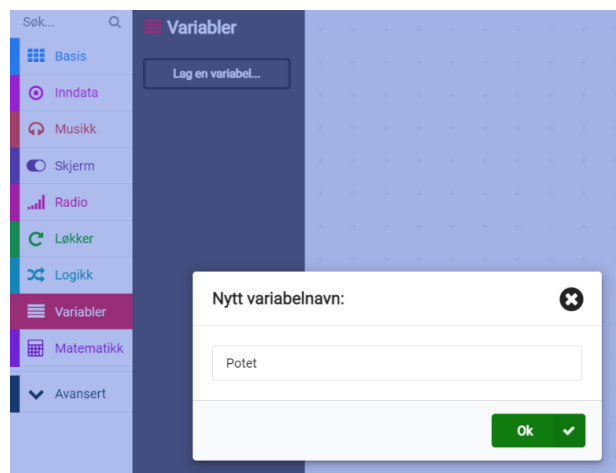 Søk...
Basis
Inndata
Musikk
Skjerm
Radio
Løkker
Logikk
Variabler
Matematikk
Avansert
Variabler
Lag en variabel...
Nytt variabelnavn:
Potet
Ok